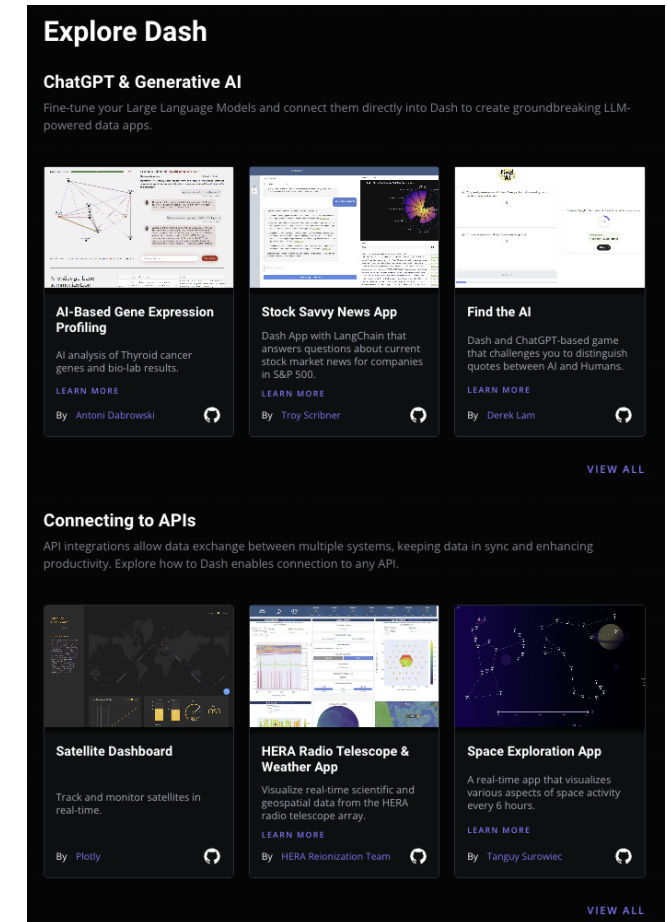 Explore Dash
ChatGPT & Generative AI
Fine-tune your Large Language Models and connect them directly into Dash to create groundbreaking LLM-
powered data apps.
Find
AI
AI-Based Gene Expression
Profiling
AI analysis of Thyroid cancer
genes and bio-lab results.
LEARN MORE
By Antoni Dabrowski
Stock Savvy News App
Dash App with LangChain that
answers questions about current
stock market news for companies
in S&P 500.
LEARN MORE
By Troy Scribner
Find the AI
Dash and ChatGPT-based game
that challenges you to distinguish
quotes between AI and Humans.
LEARN MORE
By Derek Lam
VIEW ALL
Connecting to APIs
API integrations allow data exchange between multiple systems, keeping data in sync and enhancing
productivity. Explore how to Dash enables connection to any API.
Satellite Dashboard
Track and monitor satellites in
real-time.
By Plotly
HERA Radio Telescope &
Weather App
Visualize real-time scientific and
geospatial data from the HERA
radio telescope array.
LEARN MORE
By HERA Reionization Team
Space Exploration App
A real-time app that visualizes
various aspects of space activity
every 6 hours.
LEARN MORE
By Tanguy Surowiec
VIEW ALL